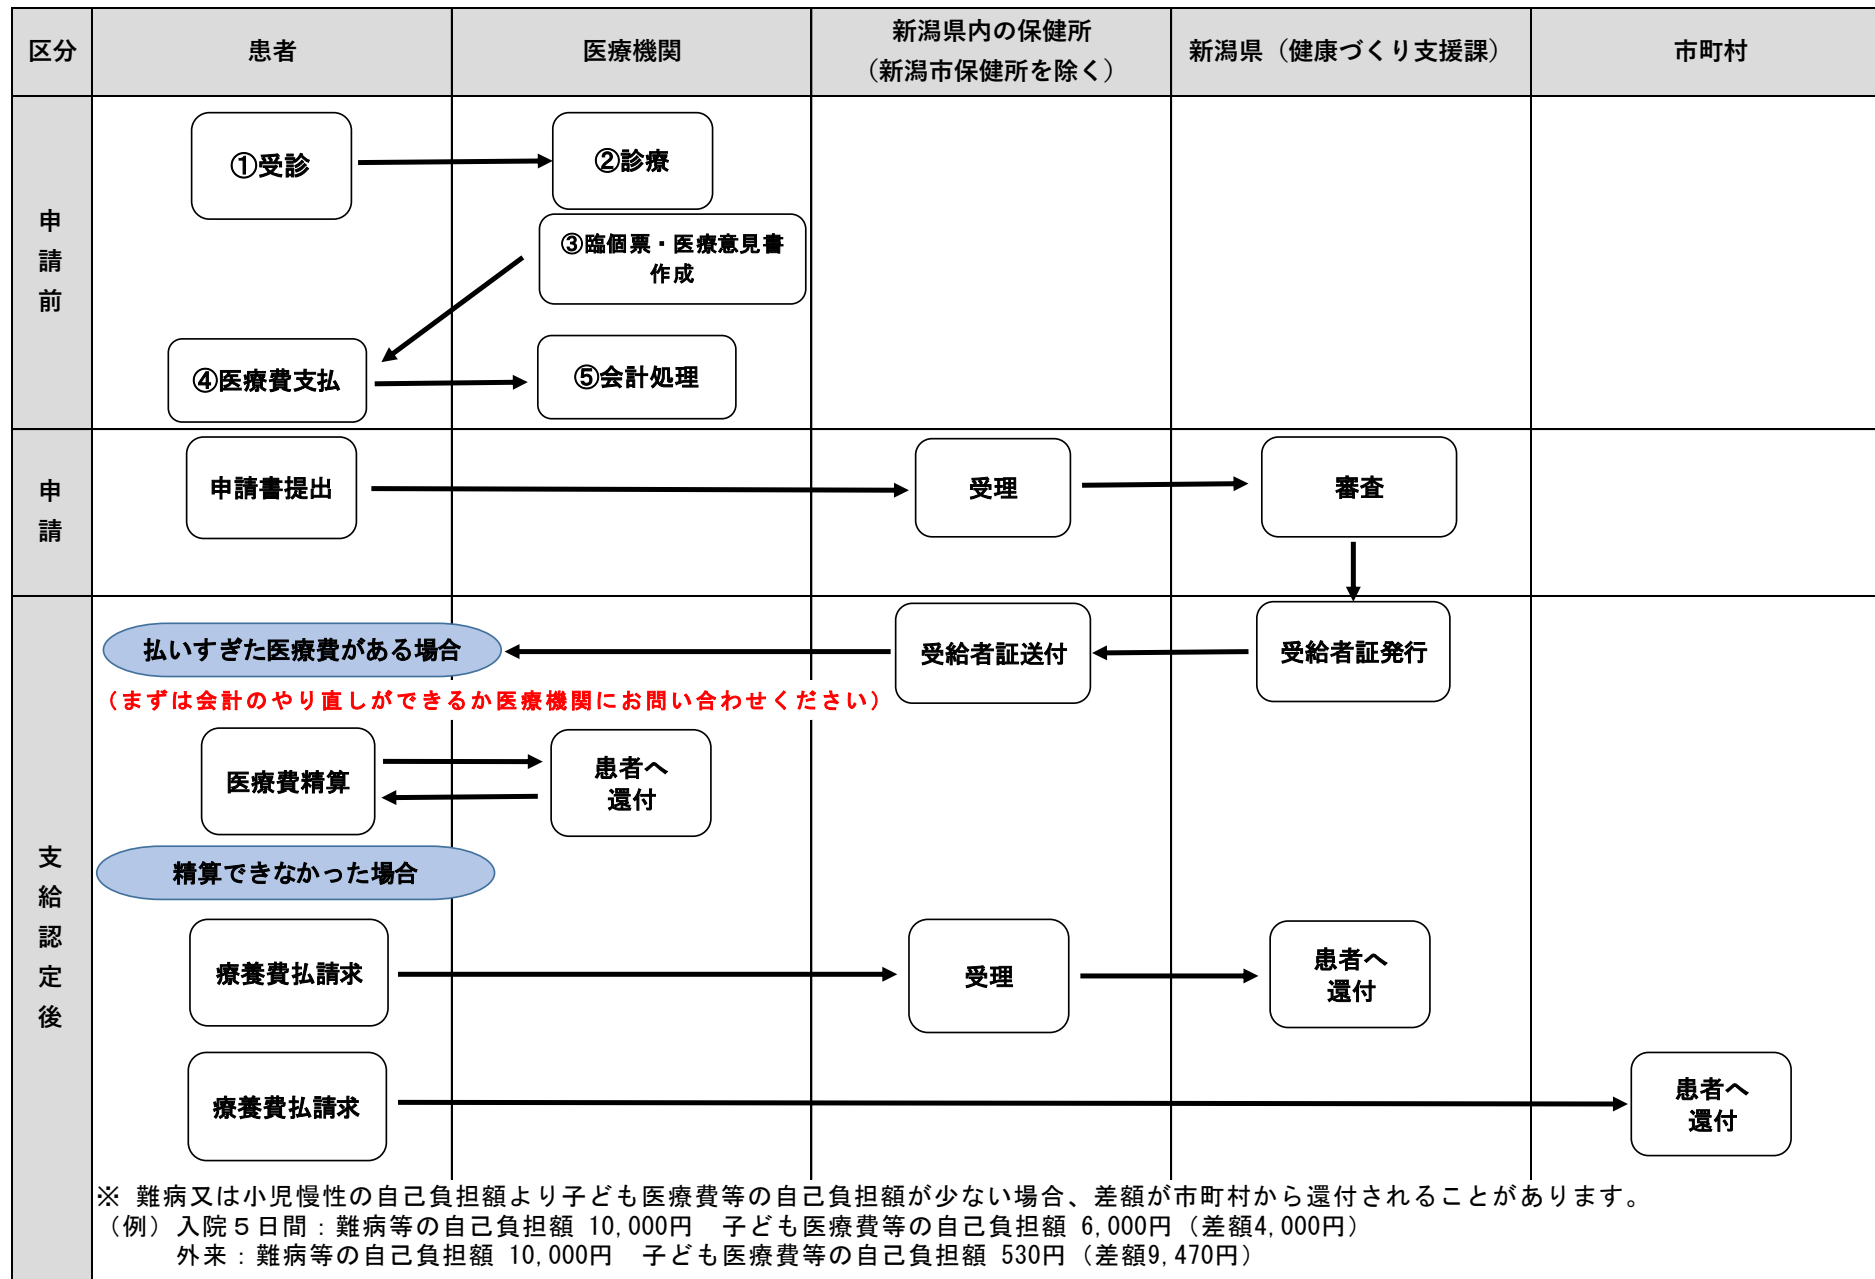 区分
患者
医療機関
新潟県内の保健所
（新潟市保健所を除く）
新潟県（健康づくり支援課）
市町村
申請前
①受診
②診療
③臨個票・医療意見書
作成
④医療費支払
⑤会計処理
申請
申請書提出
受理
審査
支給認定後
払いすぎた医療費がある場合
受給者証送付
受給者証発行
（まずは会計のやり直しができるか医療機関にお問い合わせください）
医療費精算
患者へ
還付
精算できなかった場合
療養費払請求
受理
患者へ
還付
療養費払請求
患者へ
還付
※ 難病又は小児慢性の自己負担額より子ども医療費等の自己負担額が少ない場合、差額が市町村から還付されることがあります。
（例）入院５日間：難病等の自己負担額 10,000円　子ども医療費等の自己負担額 6,000円（差額4,000円）
外来：難病等の自己負担額 10,000円　子ども医療費等の自己負担額 530円（差額9,470円）